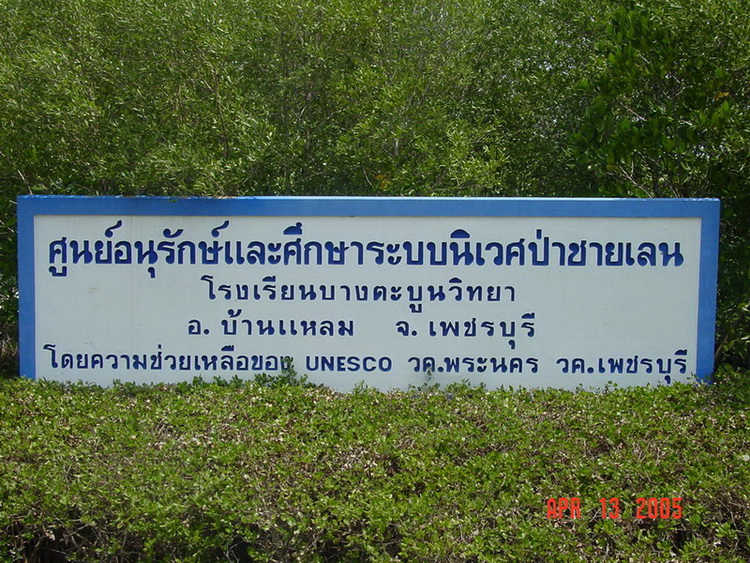 ศูนย์อนุรักษ์และศึกษาระบบนิเวศป่าชายเลน
โรงเรียนบางตะบูนวิทยา
อ. บ้านแหลม จ. เพชรบุรี
โดยความช่วยเหลือของ UNESCO วค.พระนคร วค.เพชรบุรี
APR 13 2005